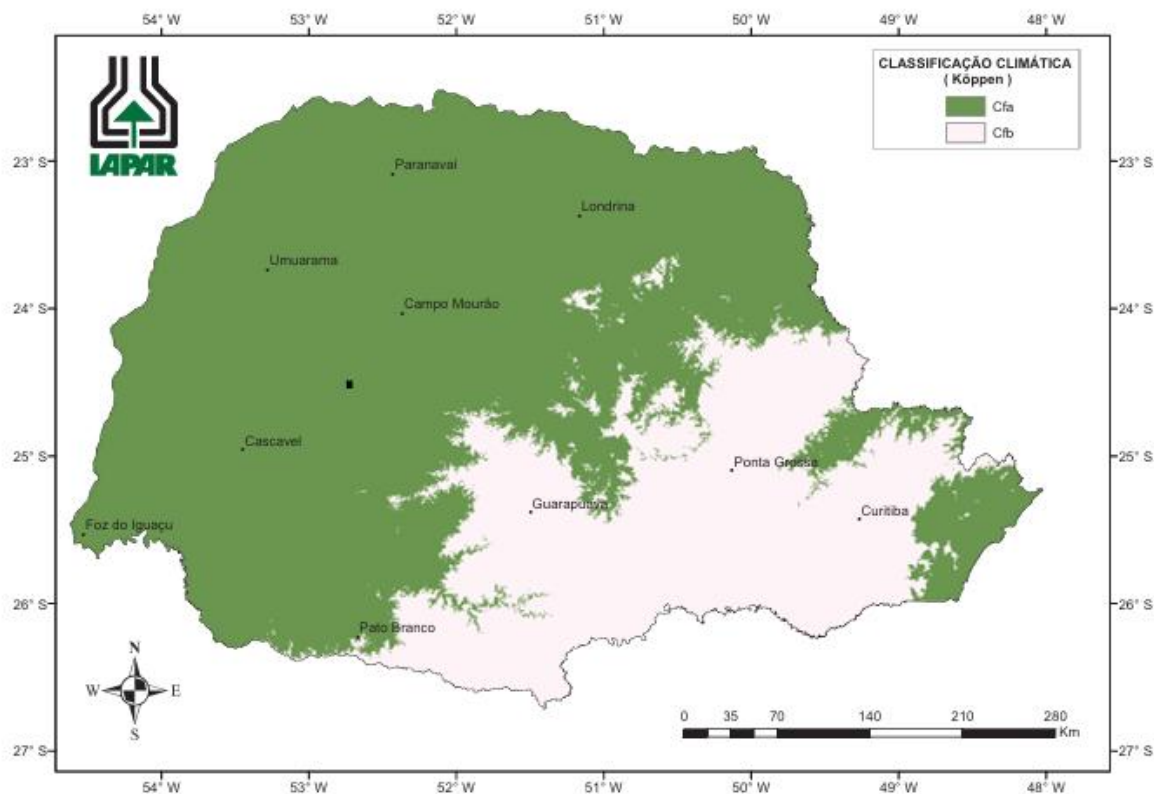 54° W 53° W 52° W 51° W 50° W 49° W 48° W
IAPAR
CLASSIFICAÇÃO CLIMÁTICA
( Köppen )
Cfa
Cfb
23° S 23° S
Paranavaí
Londrina
Umuarama
24° S 24° S
Campo Mourão
Cascavel
25° S 25° S
Ponta Grossa
Guarapuava
Curitiba
Foz do Iguaçu
26° S 26° S
Pato Branco
N
W E
S
0 35 70 140 210 280
Km
27° S 27° S
54° W 53° W 52° W 51° W 50° W 49° W 48° W